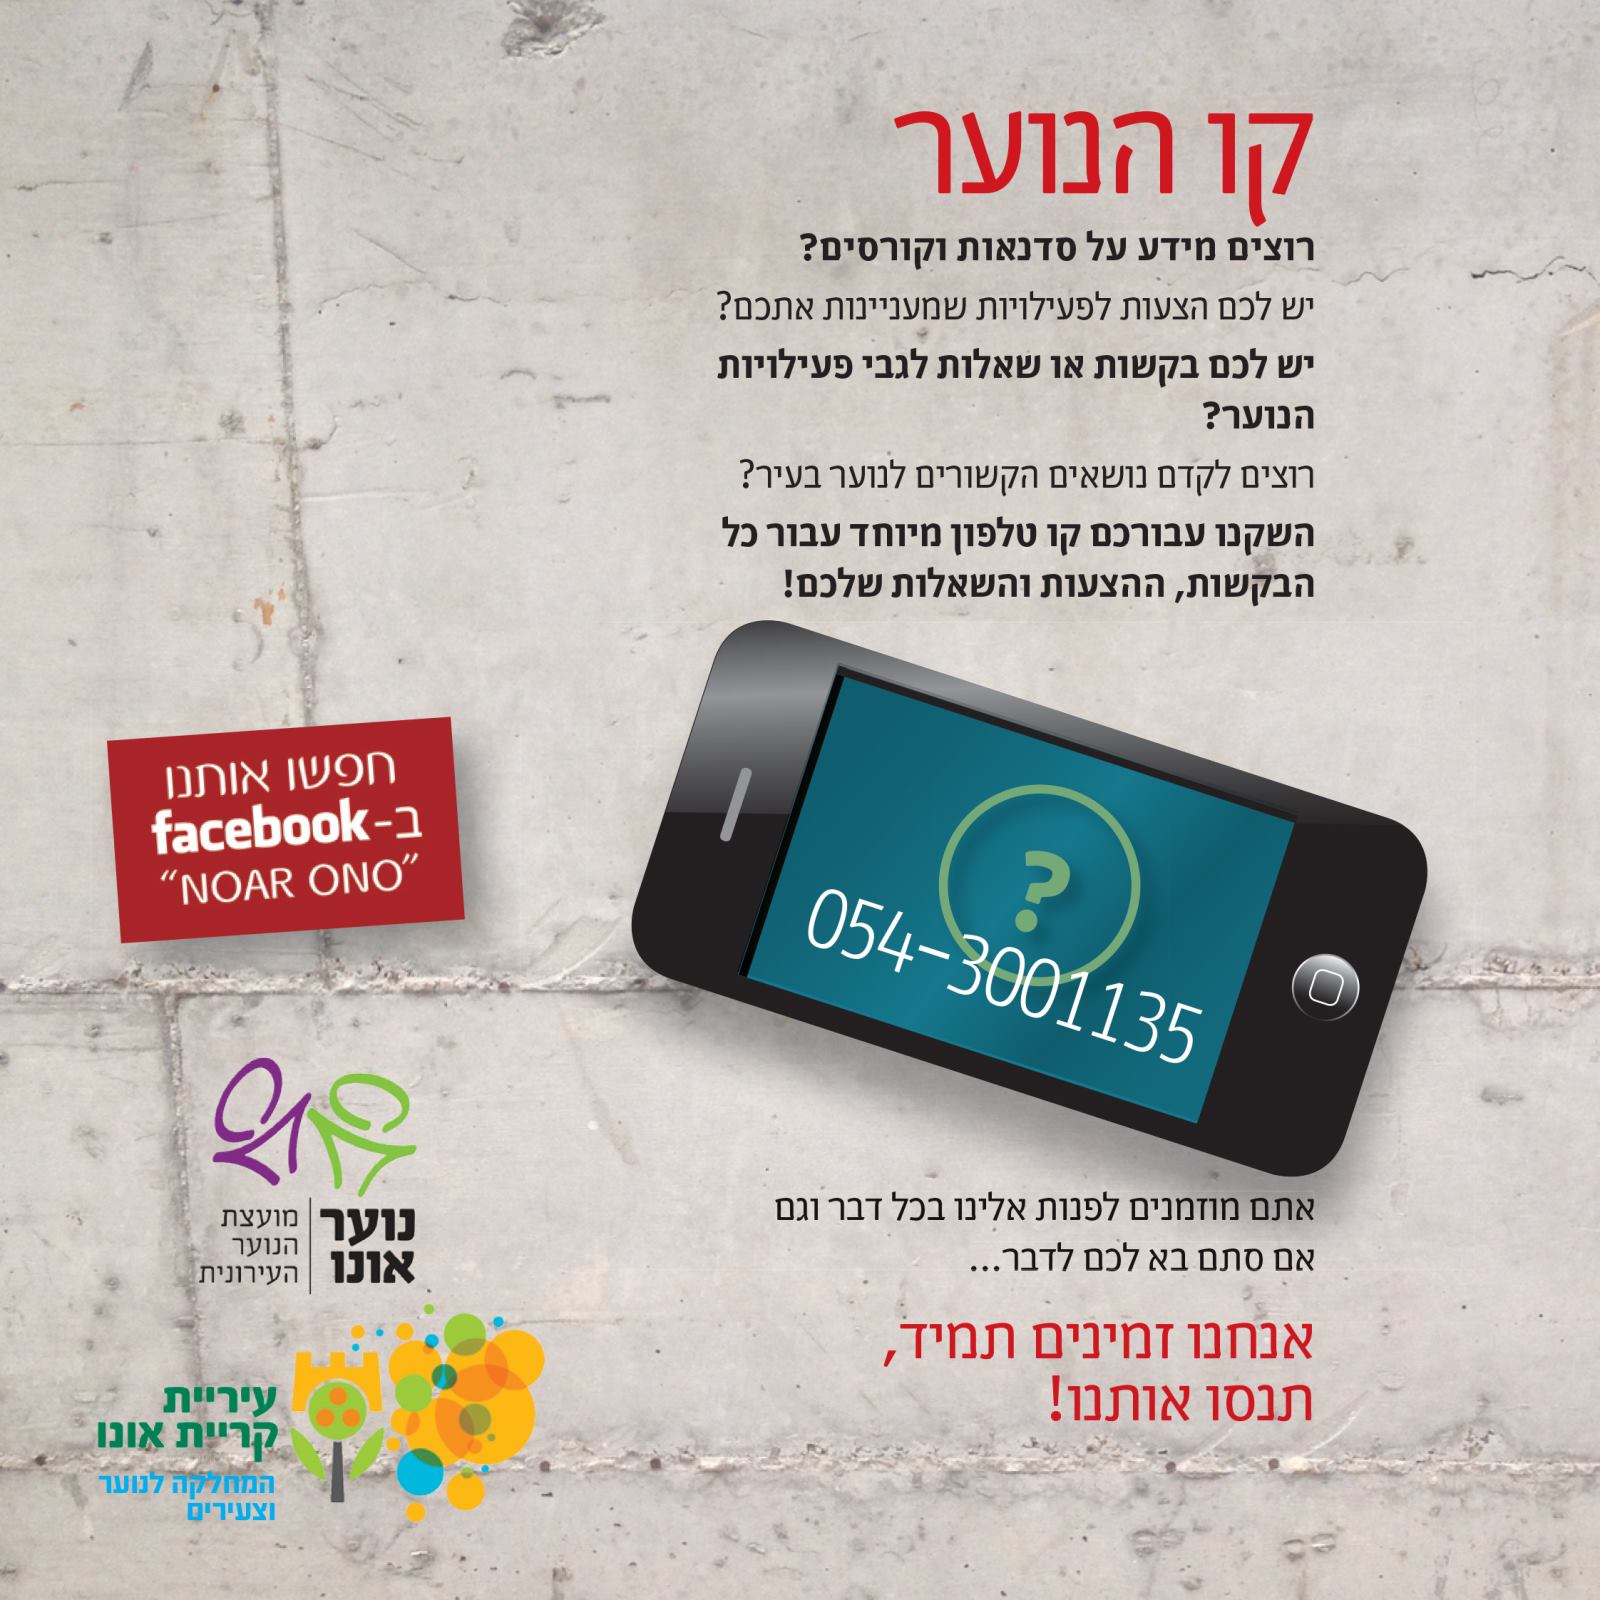 קו הנוער
רוצים מידע על סדנאות וקורסים?
יש לכם הצעות לפעילויות שמעניינות אתכם?
יש לכם בקשות או שאלות לגבי פעילויות
הנוער?
רוצים לקדם נושאים הקשורים לנוער בעיר?
השקנו עבורכם קו טלפון מיוחד עבור כל
הבקשות, ההצעות והשאלות שלכם!
?
054-3001135
חפשו אותנו
ב-facebook
"NOAR ONO"
אתם מוזמנים לפנות אלינו בכל דבר וגם
אם סתם בא לכם לדבר...
אנחנו זמינים תמיד,
תנסו אותנו!
נוער
אונו
מועצת
הנוער
העירונית
עיריית
קריית אונו
המחלקה לנוער
וצעירים